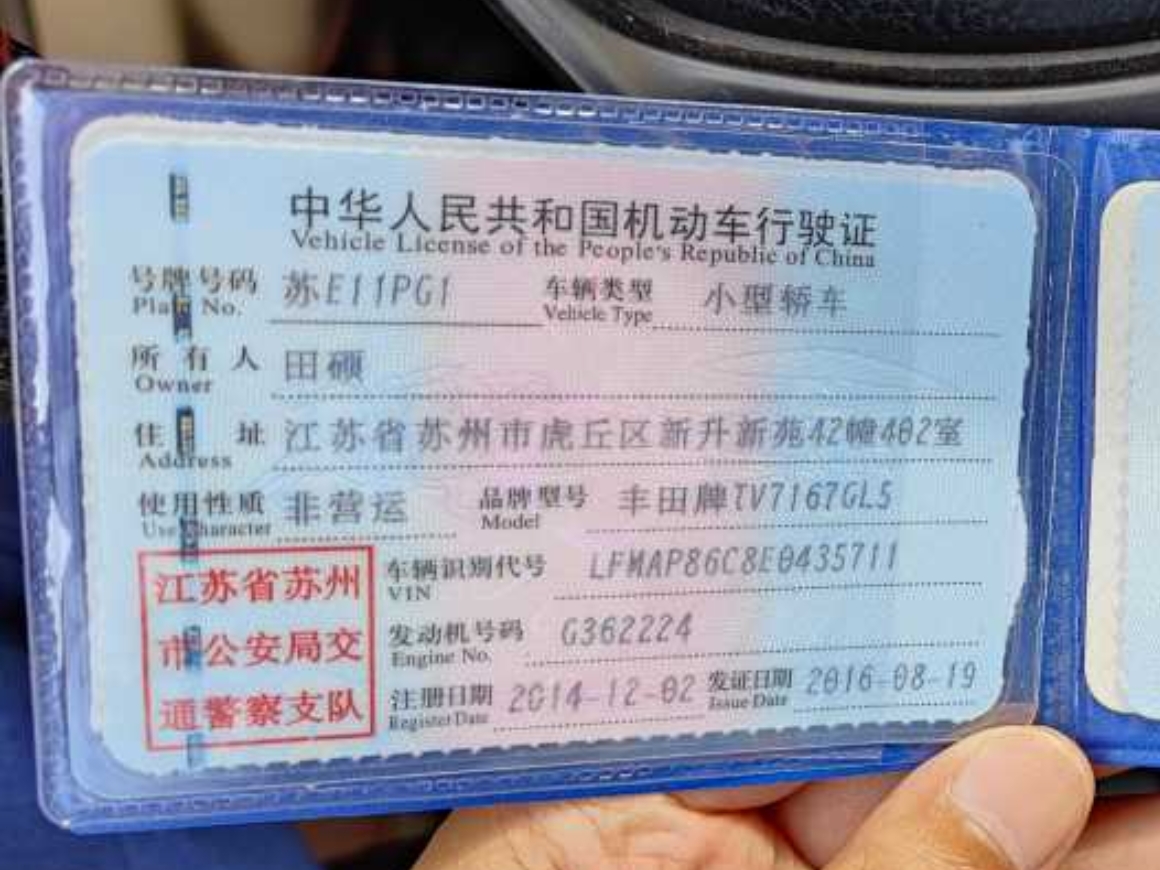 中华人民共和国机动车行驶证
Vehicle License of the People's Republic of China
号牌号码 苏E11PG1 车辆类型 小型轿车
Plate No. Vehicle Type
所有人 田硕
Owner
住址 江苏省苏州市虎丘区新升新苑42幢402室
Address
使用性质 非营运 品牌型号 丰田牌TV7167GL5
Use Character Model
江苏省苏州 车辆识别代号 LFMAP86C8E0435711
VIN
市公安局交 发动机号码 G362224
Engine No.
通警察支队 注册日期 2014-12-02 发证日期 2016-08-19
Register Date Issue Date